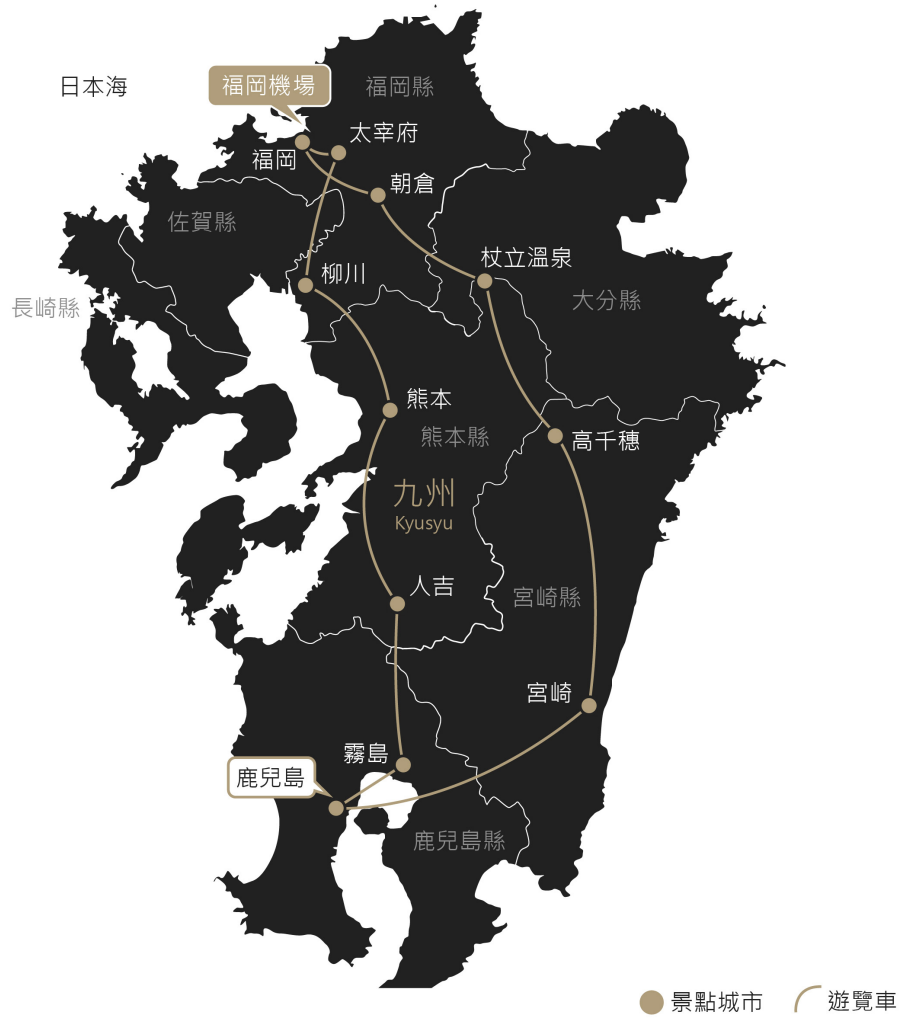 日本海
福岡機場
福岡縣
太宰府
福岡
朝倉
佐賀縣
杖立溫泉
柳川
大分縣
長崎縣
熊本
熊本縣
高千穗
九州
Kyusyu
人吉
宮崎縣
宮崎
霧島
鹿兒島
鹿兒島縣
景點城市
遊覽車